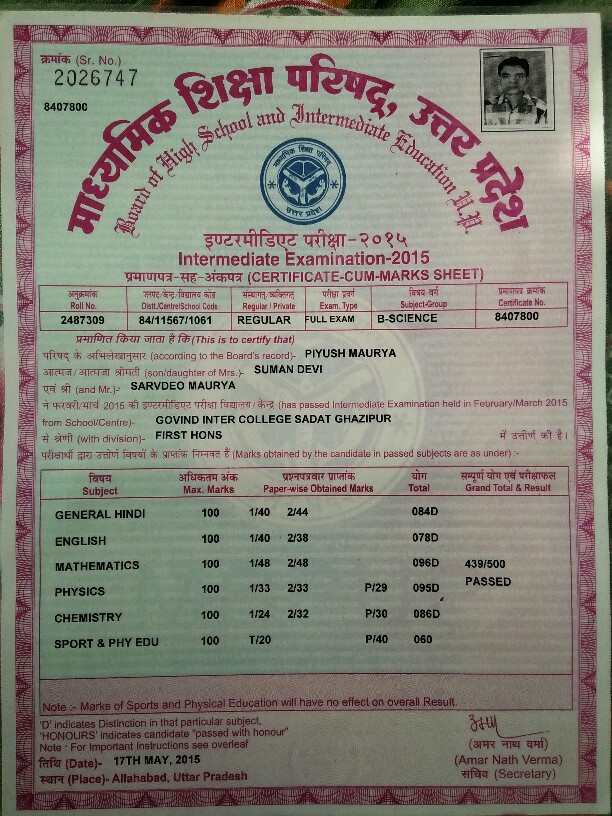 क्रमांक (Sr. No.)
2026747
8407800
माध्यमिक शिक्षा परिषद्, उत्तर प्रदेश
Board of High School and Intermediate Education U.P.
माध्यमिक शिक्षा परिषद्
उत्तर प्रदेश
इण्टरमीडिएट परीक्षा-२०१५
Intermediate Examination-2015
प्रमाणपत्र-सह-अंकपत्र (CERTIFICATE-CUM-MARKS SHEET)
अनुक्रमांक जनपद/केन्द्र/विद्यालय कोड संस्थागत/व्यक्तिगत परीक्षा प्रवर्ग विषय-वर्ग प्रमाणपत्र क्रमांक
Roll No. Distt./Centre/School Code Regular / Private Exam. Type Subject-Group Certificate No.
2487309 84/11567/1061 REGULAR FULL EXAM B-SCIENCE 8407800
प्रमाणित किया जाता है कि (This is to certify that)
परिषद् के अभिलेखानुसार (according to the Board's record)- PIYUSH MAURYA
आत्मज/आत्मजा श्रीमती (son/daughter of Mrs.)- SUMAN DEVI
एवं श्री (and Mr.)- SARVDEO MAURYA
ने फरवरी/मार्च 2015 की इण्टरमीडिएट परीक्षा विद्यालय/केन्द्र (has passed Intermediate Examination held in February/March 2015
from School/Centre)- GOVIND INTER COLLEGE SADAT GHAZIPUR
से श्रेणी (with division)- FIRST HONS में उत्तीर्ण की है।
परीक्षार्थी द्वारा उत्तीर्ण विषयों के प्राप्तांक निम्नवत हैं (Marks obtained by the candidate in passed subjects are as under) :-
विषय अधिकतम अंक प्रश्नपत्रवार प्राप्तांक योग सम्पूर्ण योग एवं परीक्षाफल
Subject Max. Marks Paper-wise Obtained Marks Total Grand Total & Result
GENERAL HINDI 100 1/40 2/44 084D
ENGLISH 100 1/40 2/38 078D
MATHEMATICS 100 1/48 2/48 096D 439/500
PASSED
PHYSICS 100 1/33 2/33 P/29 095D
CHEMISTRY 100 1/24 2/32 P/30 086D
SPORT & PHY EDU 100 T/20 P/40 060
Note :- Marks of Sports and Physical Education will have no effect on overall Result.
'D' indicates Distinction in that particular subject,
'HONOURS' indicates candidate "passed with honour"
Note : For Important Instructions see overleaf
तिथि (Date)- 17TH MAY, 2015
स्थान (Place)- Allahabad, Uttar Pradesh
(अमर नाथ वर्मा)
(Amar Nath Verma)
सचिव (Secretary)